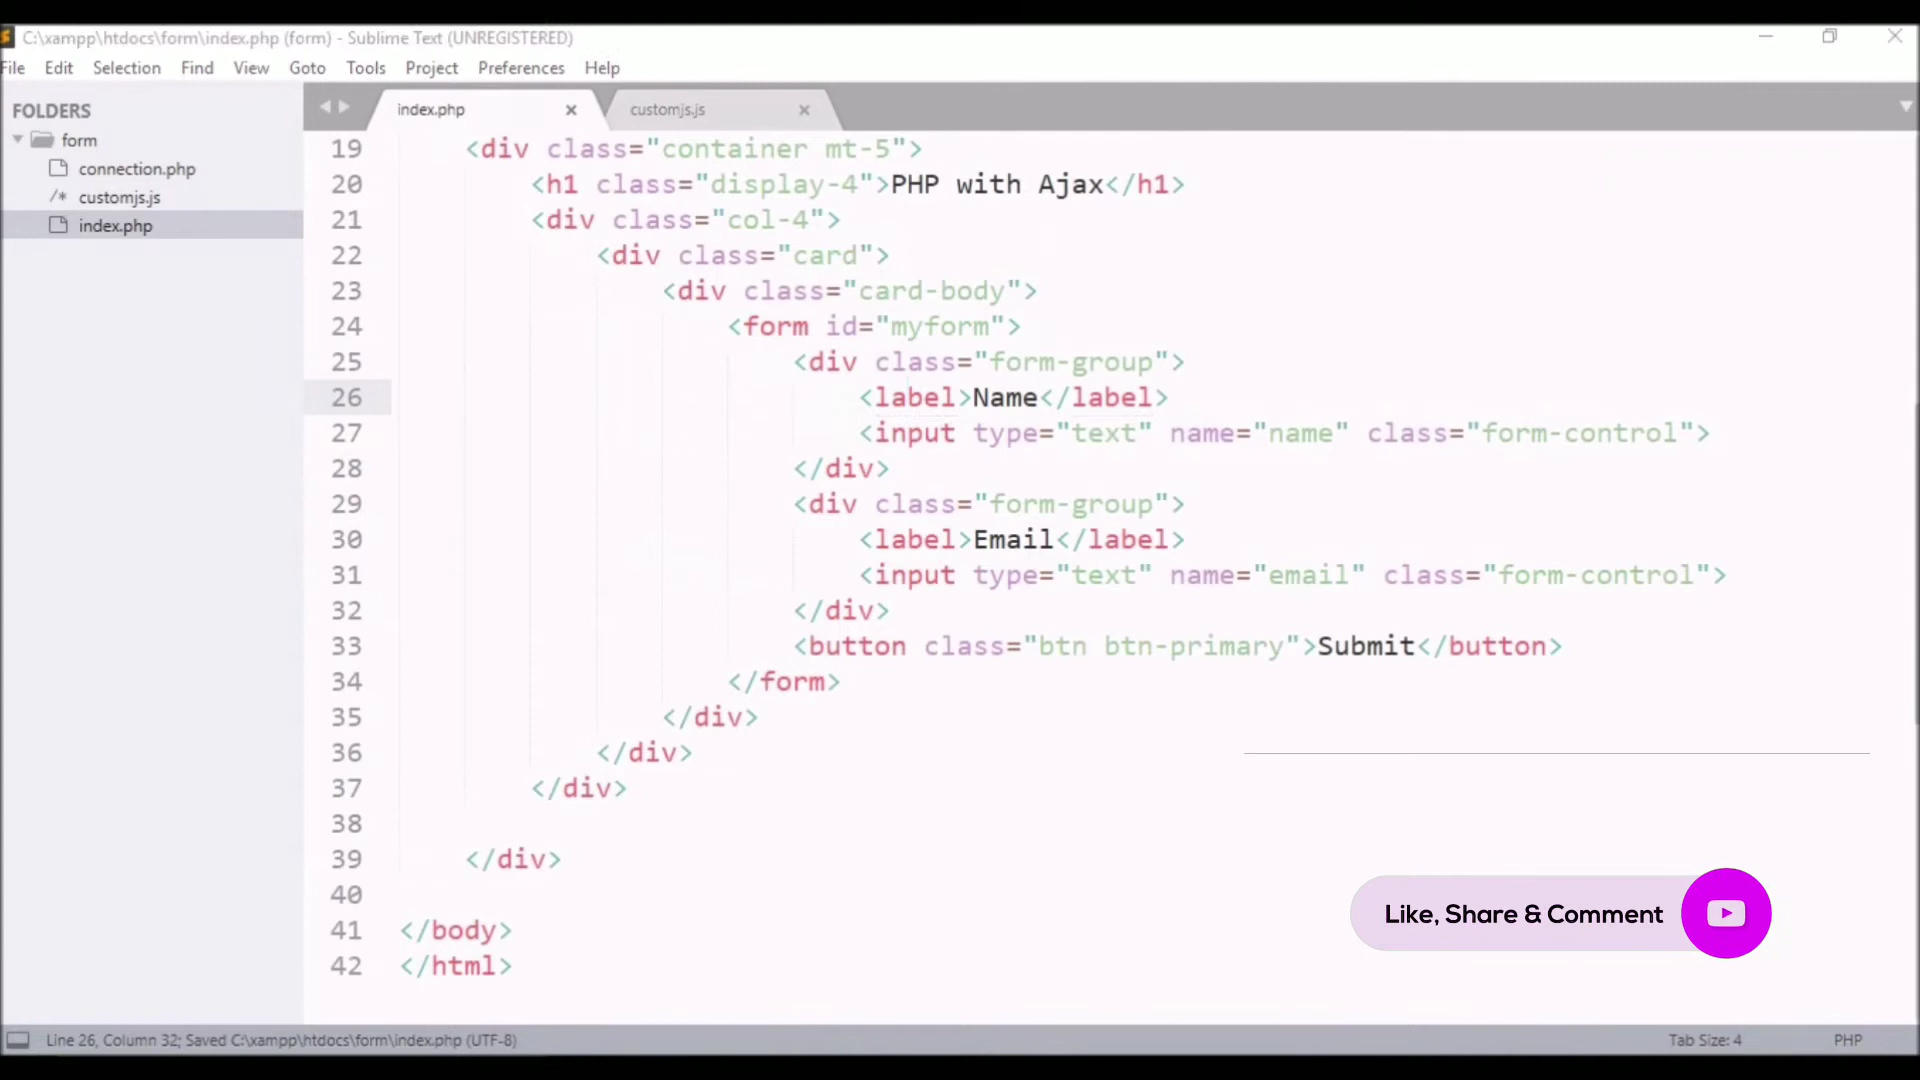 C:\xampp\htdocs\form\index.php (form) - Sublime Text (UNREGISTERED)
File Edit Selection Find View Goto Tools Project Preferences Help
FOLDERS
form
connection.php
/* customjs.js
index.php
index.php
customjs.js
19 <div class="container mt-5">
20 <h1 class="display-4">PHP with Ajax</h1>
21 <div class="col-4">
22 <div class="card">
23 <div class="card-body">
24 <form id="myform">
25 <div class="form-group">
26 <label>Name</label>
27 <input type="text" name="name" class="form-control">
28 </div>
29 <div class="form-group">
30 <label>Email</label>
31 <input type="text" name="email" class="form-control">
32 </div>
33 <button class="btn btn-primary">Submit</button>
34 </form>
35 </div>
36 </div>
37 </div>
38
39 </div>
40
41 </body>
42 </html>
Like, Share & Comment
Line 26, Column 32; Saved C:\xampp\htdocs\form\index.php (UTF-8)
Tab Size: 4
PHP